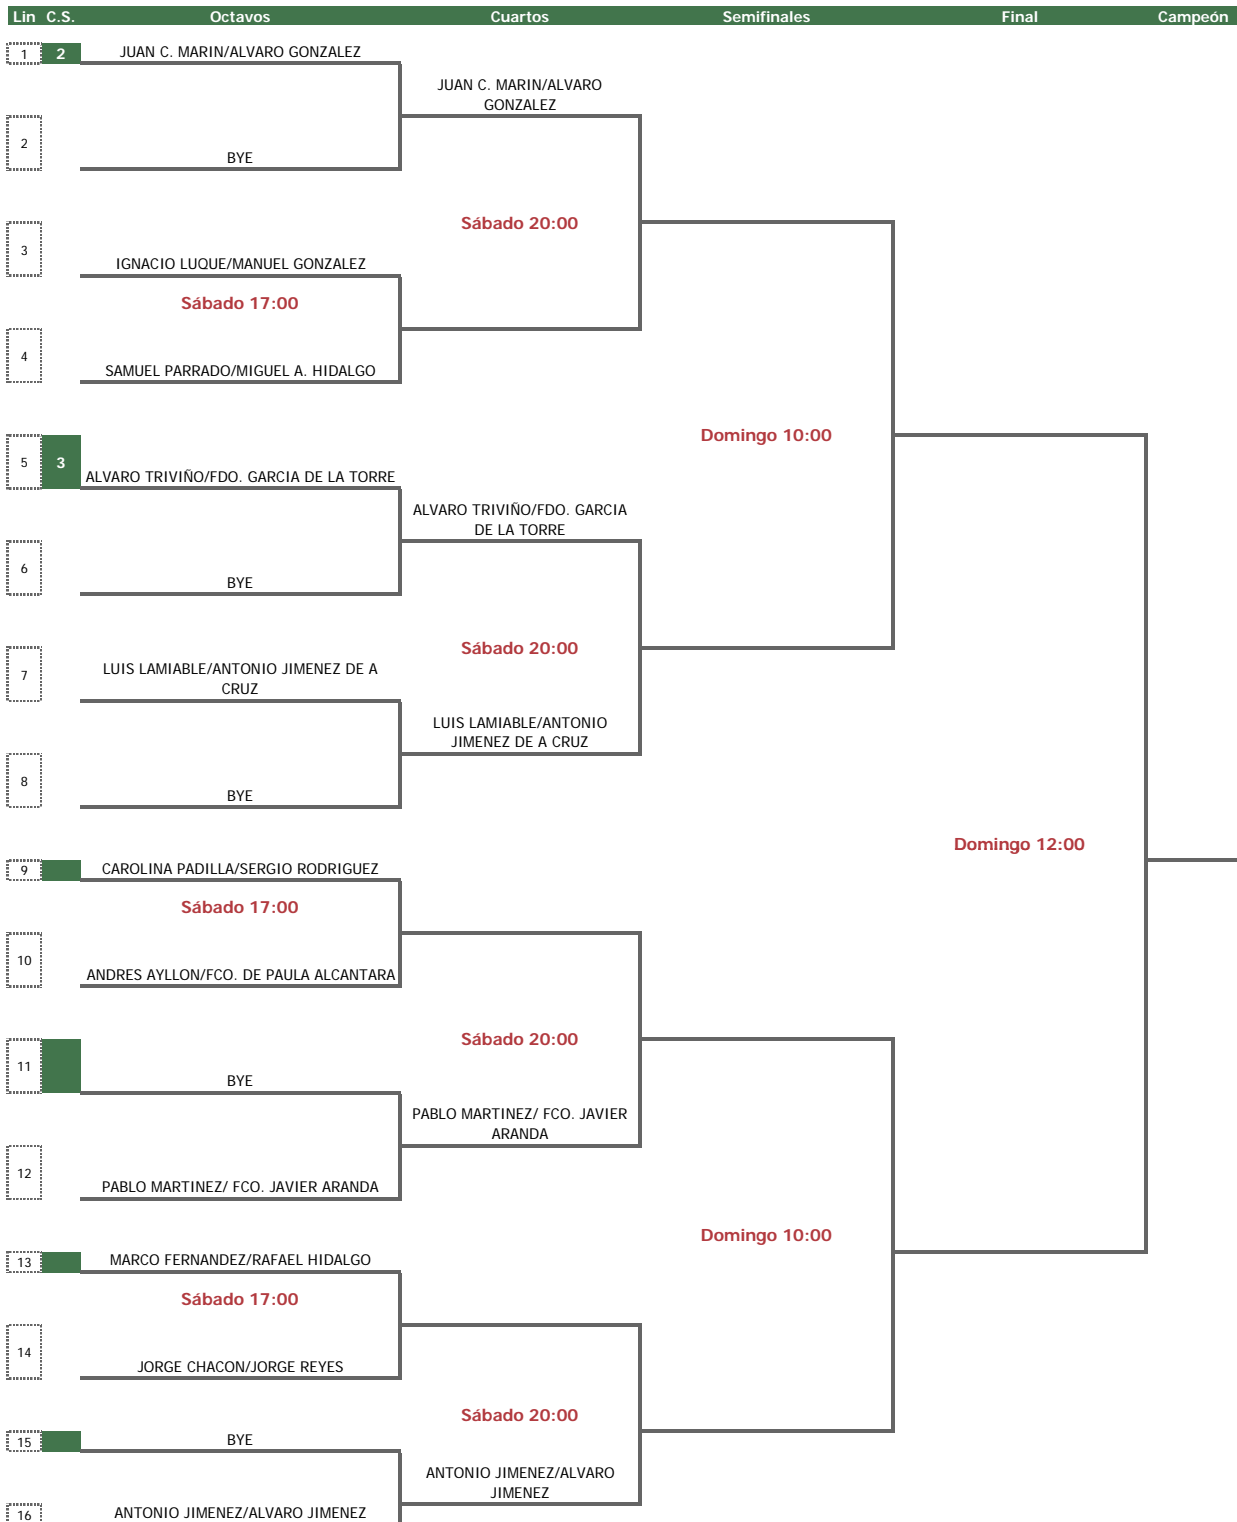 Lin C.S. Octavos Cuartos Semifinales Final Campeón
1 2 JUAN C. MARIN/ALVARO GONZALEZ
JUAN C. MARIN/ALVARO
GONZALEZ
2
BYE
Sábado 20:00
3
IGNACIO LUQUE/MANUEL GONZALEZ
Sábado 17:00
4
SAMUEL PARRADO/MIGUEL A. HIDALGO
Domingo 10:00
5 3
ALVARO TRIVIÑO/FDO. GARCIA DE LA TORRE
ALVARO TRIVIÑO/FDO. GARCIA
DE LA TORRE
6
BYE
Sábado 20:00
7
LUIS LAMIABLE/ANTONIO JIMENEZ DE A
CRUZ
LUIS LAMIABLE/ANTONIO
JIMENEZ DE A CRUZ
8
BYE
Domingo 12:00
9 CAROLINA PADILLA/SERGIO RODRIGUEZ
Sábado 17:00
10
ANDRES AYLLON/FCO. DE PAULA ALCANTARA
Sábado 20:00
11
BYE
PABLO MARTINEZ/ FCO. JAVIER
ARANDA
12
PABLO MARTINEZ/ FCO. JAVIER ARANDA
Domingo 10:00
13 MARCO FERNANDEZ/RAFAEL HIDALGO
Sábado 17:00
14
JORGE CHACON/JORGE REYES
Sábado 20:00
15 BYE
ANTONIO JIMENEZ/ALVARO
JIMENEZ
16 ANTONIO JIMENEZ/ALVARO JIMENEZ